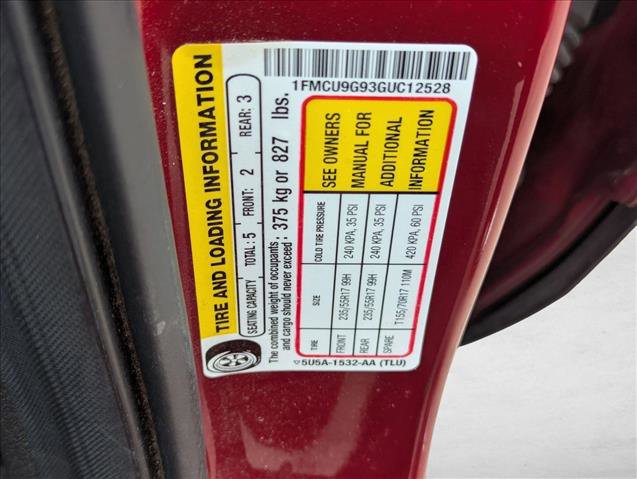 TIRE AND LOADING INFORMATION
SEATING CAPACITY TOTAL: 5 FRONT: 2 REAR: 3
The combined weight of occupants
and cargo should never exceed : 375 kg or 827 lbs.
TIRE SIZE COLD TIRE PRESSURE
FRONT 235/55R17 99H 240 KPA, 35 PSI
REAR 235/55R17 99H 240 KPA, 35 PSI
SPARE T155/70R17 110M 420 KPA, 60 PSI
SEE OWNERS
MANUAL FOR
ADDITIONAL
INFORMATION
5U5A-1532-AA (TLU)
1FMCU9G93GUC12528